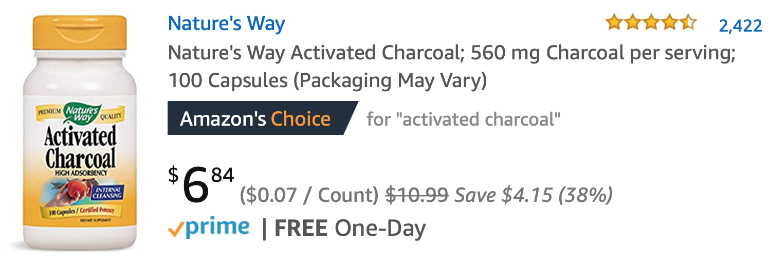 Nature's Way
2,422
Nature's Way Activated Charcoal; 560 mg Charcoal per serving;
100 Capsules (Packaging May Vary)
Amazon's Choice for "activated charcoal"
$6 84 ($0.07 / Count) $10.99 Save $4.15 (38%)
prime | FREE One-Day
PREMIUM Nature's Way QUALITY
Activated
Charcoal
HIGH ADSORBENCY
INTERNAL
CLEANSING
100 Capsules / Certified Potency
DIETARY SUPPLEMENT